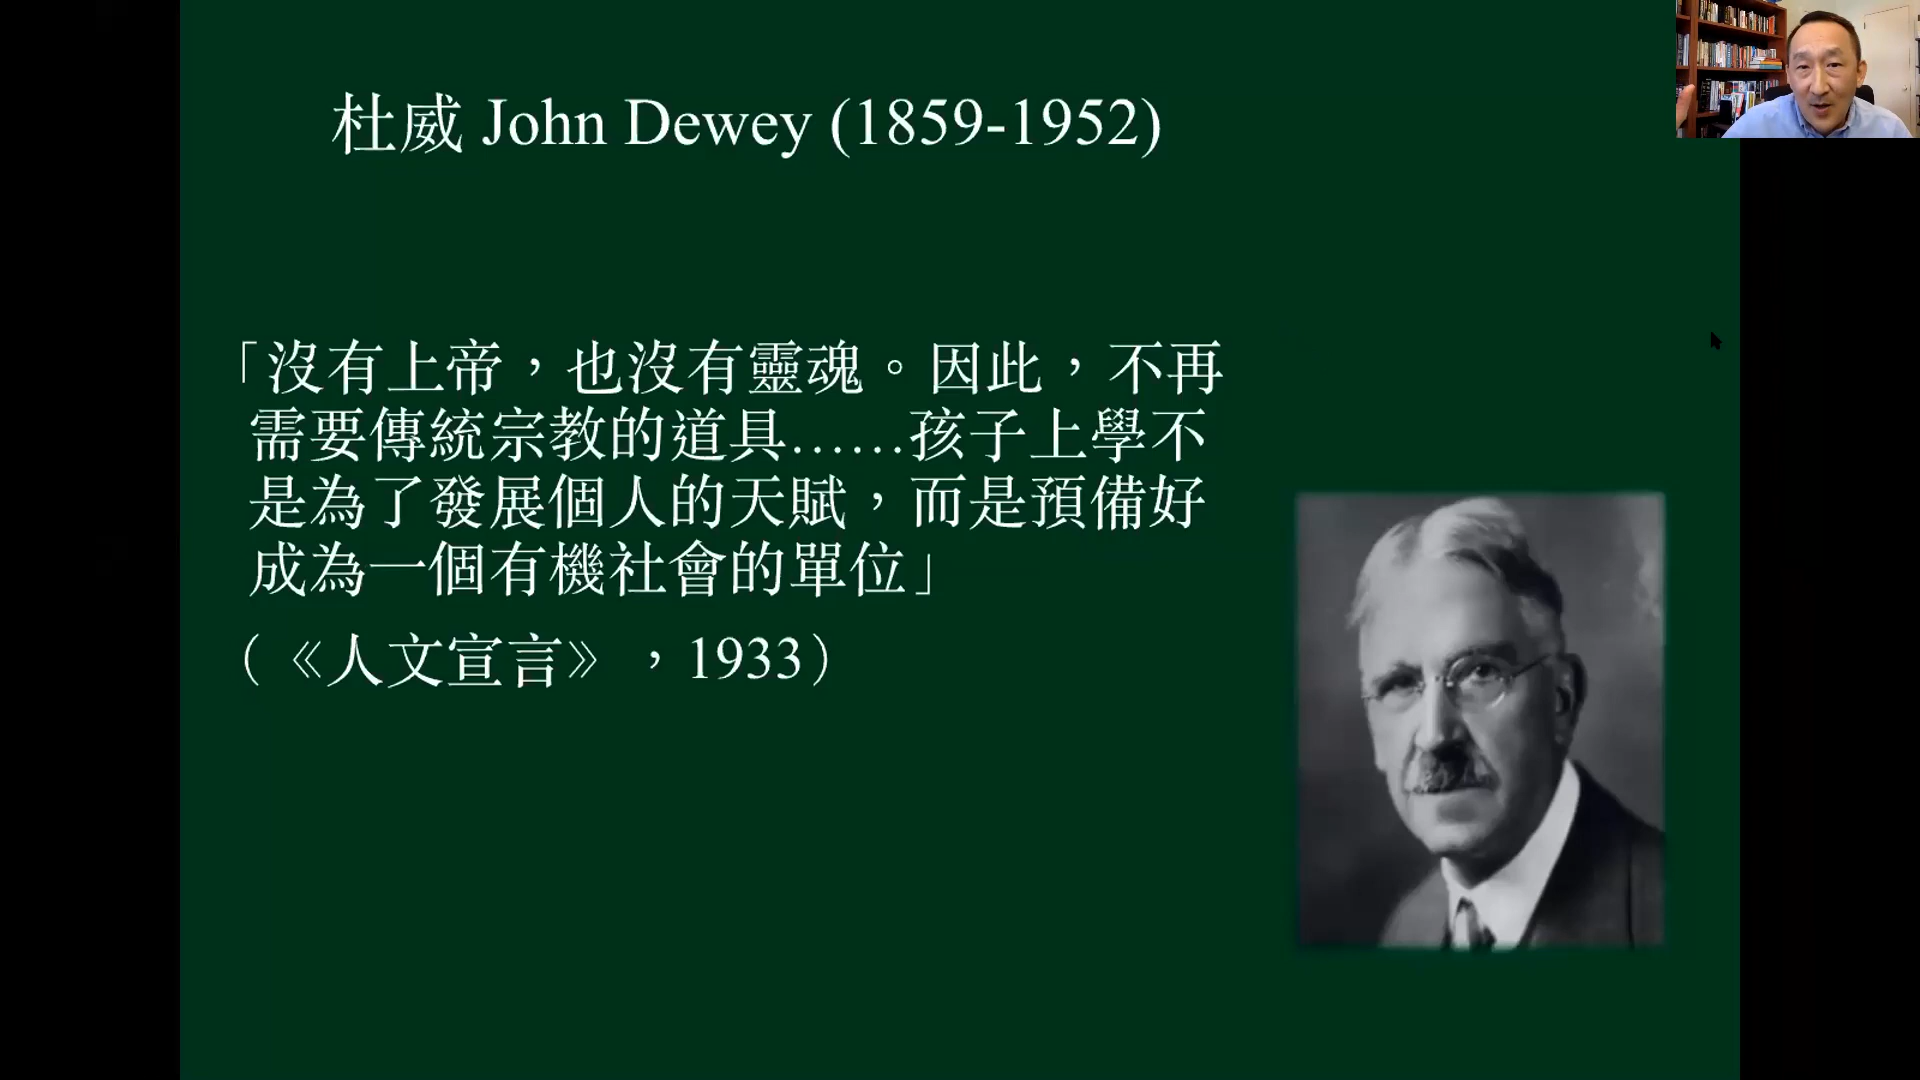 杜威 John Dewey (1859-1952)
「沒有上帝，也沒有靈魂。因此，不再
需要傳統宗教的道具……孩子上學不
是為了發展個人的天賦，而是預備好
成為一個有機社會的單位」
（《人文宣言》，1933）